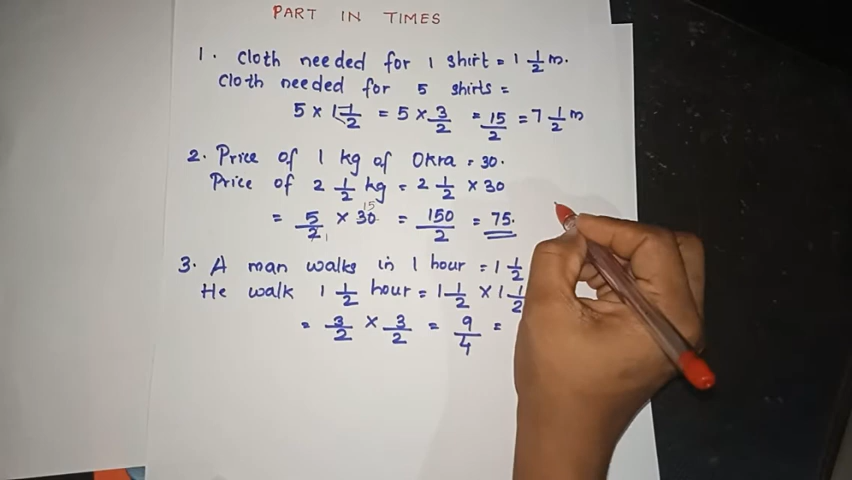 PART IN TIMES
1. Cloth needed for 1 shirt = 1 1/2 m.
Cloth needed for 5 shirts =
5 × 1 1/2 = 5 × 3/2 = 15/2 = 7 1/2 m
2. Price of 1 kg of Okra = 30.
Price of 2 1/2 kg = 2 1/2 × 30
= 5/2 1 × 30 15 = 150/2 = 75.
3. A man walks in 1 hour = 1 1/2
He walk 1 1/2 hour = 1 1/2 × 1 1/2
= 3/2 × 3/2 = 9/4 =